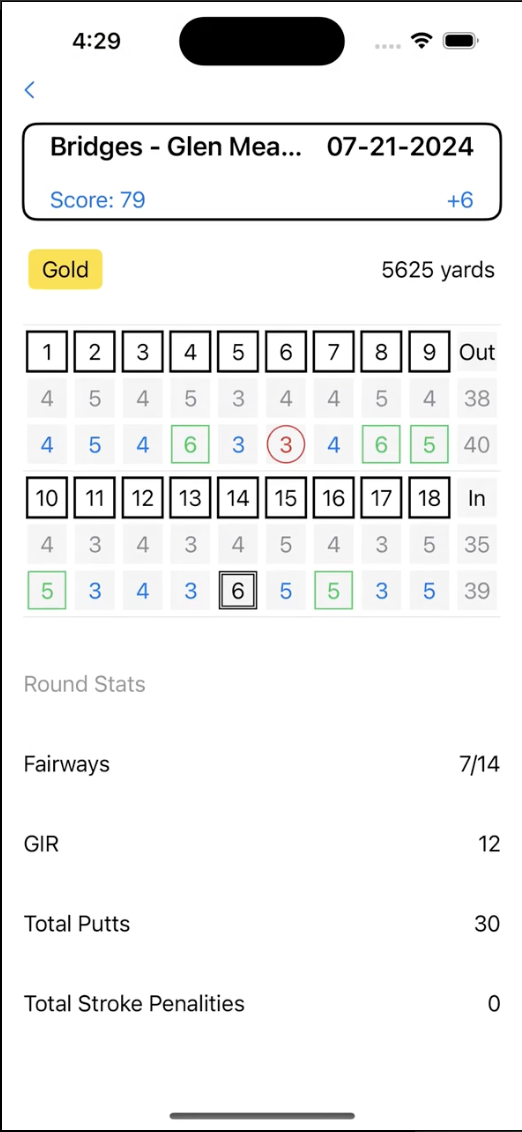 4:29
Bridges - Glen Mea... 07-21-2024
Score: 79 +6
Gold 5625 yards
1 2 3 4 5 6 7 8 9 Out
4 5 4 5 3 4 4 5 4 38
4 5 4 6 3 3 4 6 5 40
10 11 12 13 14 15 16 17 18 In
4 3 4 3 4 5 4 3 5 35
5 3 4 3 6 5 5 3 5 39
Round Stats
Fairways 7/14
GIR 12
Total Putts 30
Total Stroke Penalities 0